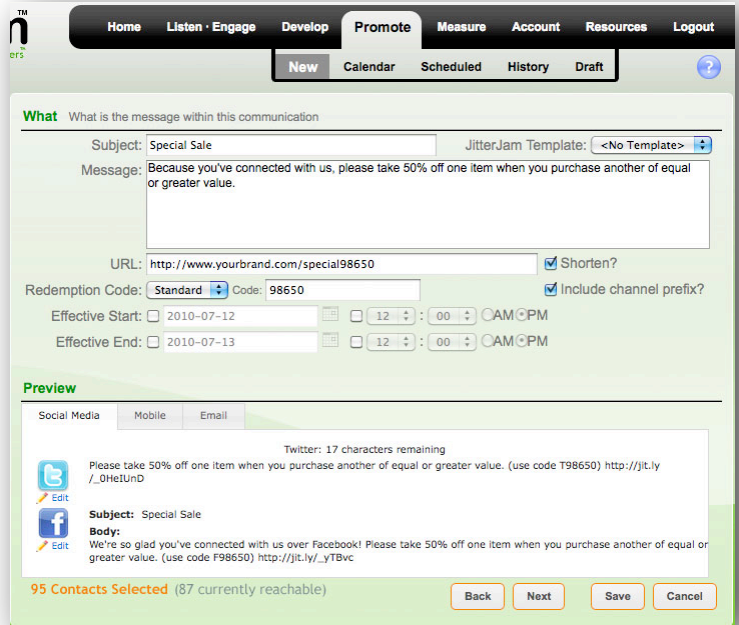 TM
n
ers
Home Listen · Engage Develop Promote Measure Account Resources Logout
New Calendar Scheduled History Draft
?
What What is the message within this communication
Subject: Special Sale JitterJam Template: <No Template>
Message: Because you've connected with us, please take 50% off one item when you purchase another of equal
or greater value.
URL: http://www.yourbrand.com/special98650 Shorten?
Redemption Code: Standard Code: 98650 Include channel prefix?
Effective Start: 2010-07-12 12 : 00 AM PM
Effective End: 2010-07-13 12 : 00 AM PM
Preview
Social Media Mobile Email
Twitter: 17 characters remaining
Please take 50% off one item when you purchase another of equal or greater value. (use code T98650) http://jit.ly
/_0HeIUnD
Edit
Subject: Special Sale
Body:
Edit
We're so glad you've connected with us over Facebook! Please take 50% off one item when you purchase another of equal or
greater value. (use code F98650) http://jit.ly/_yTBvc
95 Contacts Selected (87 currently reachable) Back Next Save Cancel